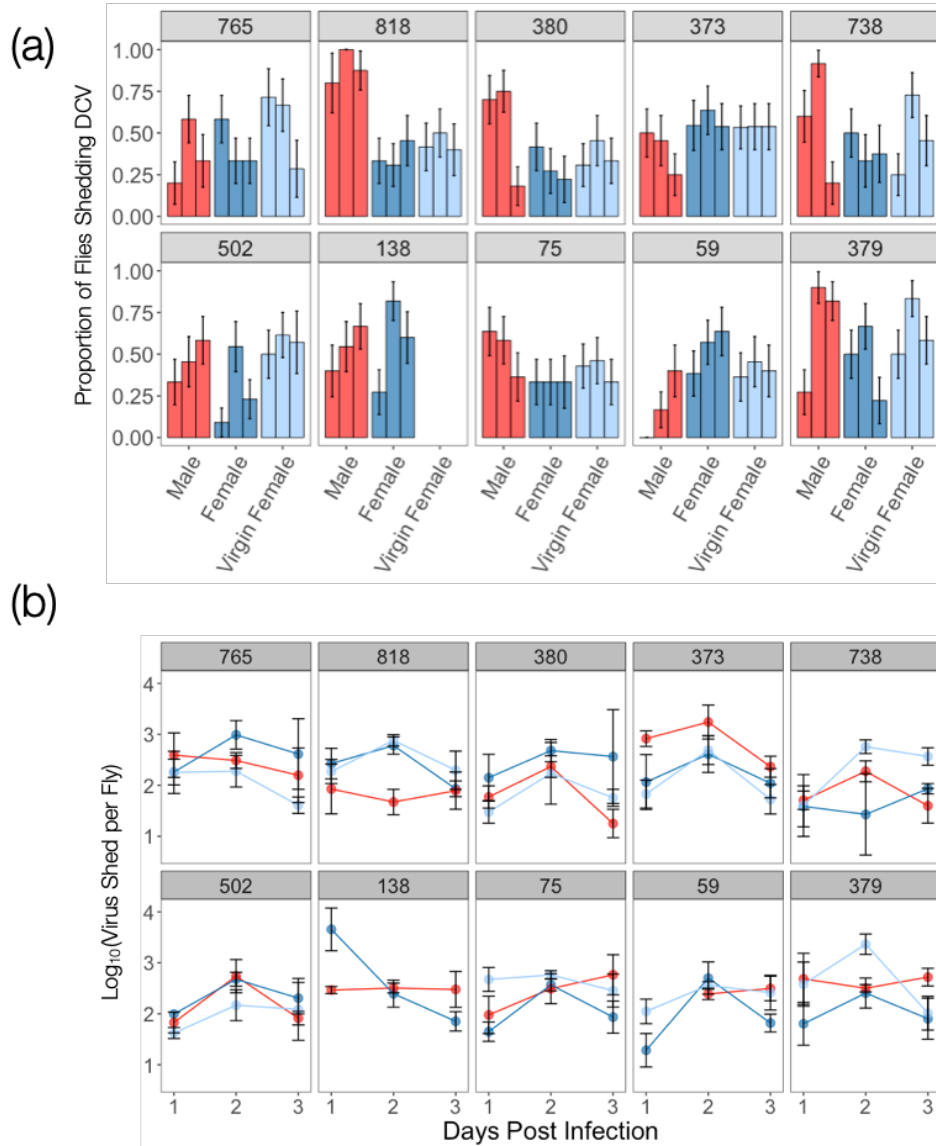 (a)
765 818 380 373 738
1.00
0.75
0.50
0.25
0.00
502 138 75 59 379
1.00
0.75
0.50
0.25
0.00
Proportion of Flies Shedding DCV
Male Female Virgin Female Male Female Virgin Female Male Female Virgin Female Male Female Virgin Female Male Female Virgin Female
(b)
765 818 380 373 738
4
3
2
1
502 138 75 59 379
4
3
2
1
Log₁₀(Virus Shed per Fly)
1 2 3 1 2 3 1 2 3 1 2 3 1 2 3
Days Post Infection